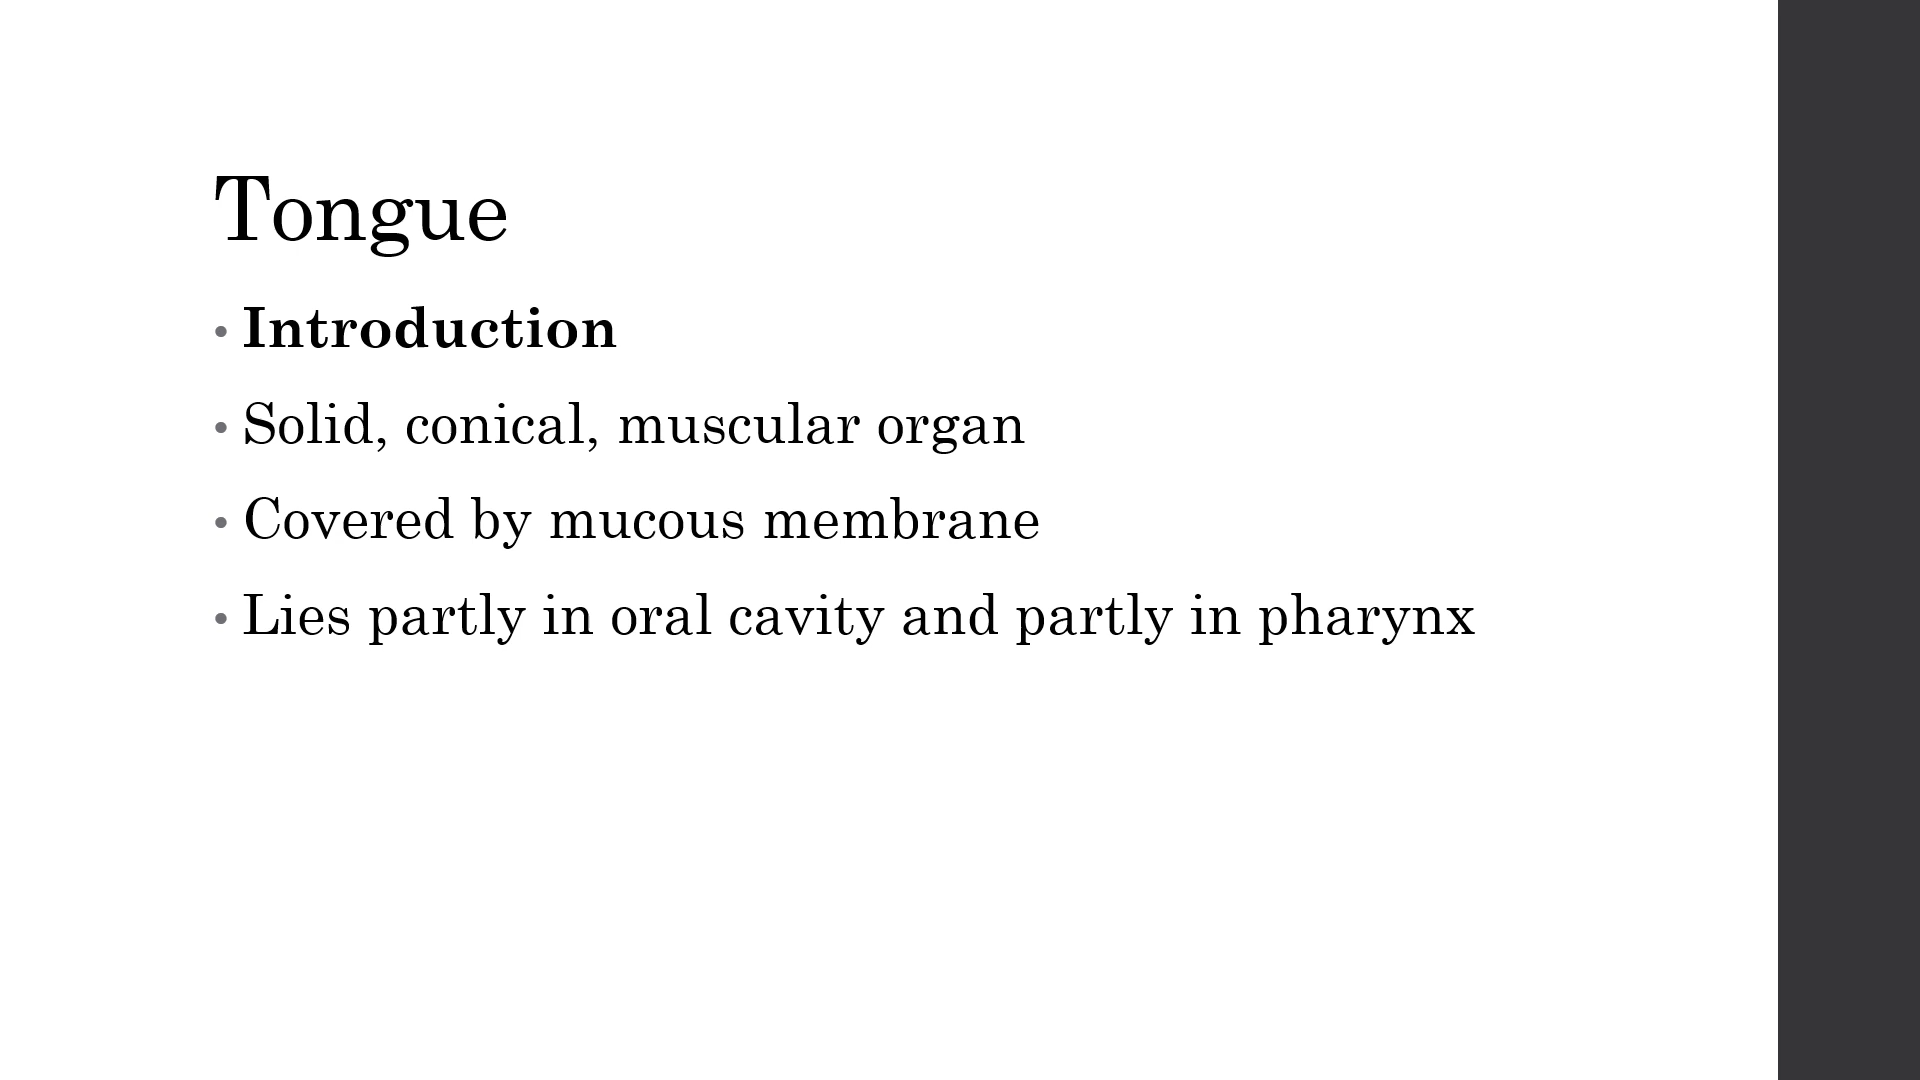 Tongue
• Introduction
• Solid, conical, muscular organ
• Covered by mucous membrane
• Lies partly in oral cavity and partly in pharynx